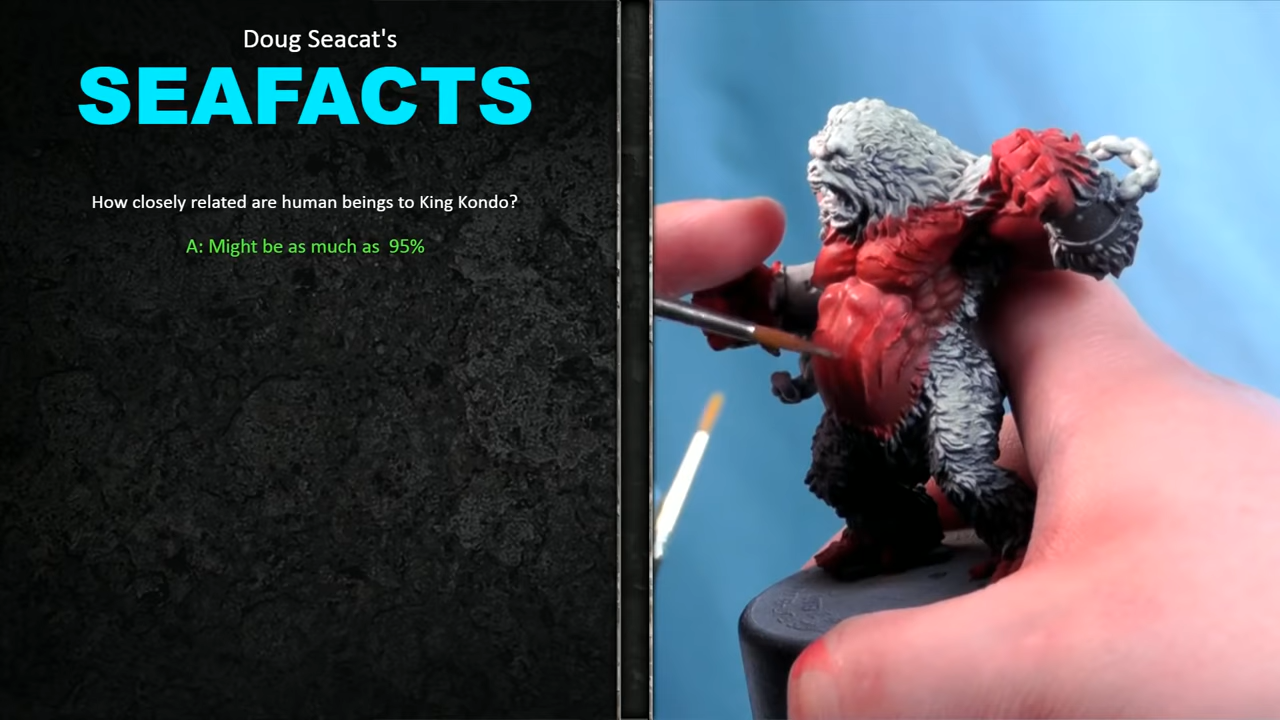 Doug Seacat's
SEAFACTS
How closely related are human beings to King Kondo?
A: Might be as much as 95%